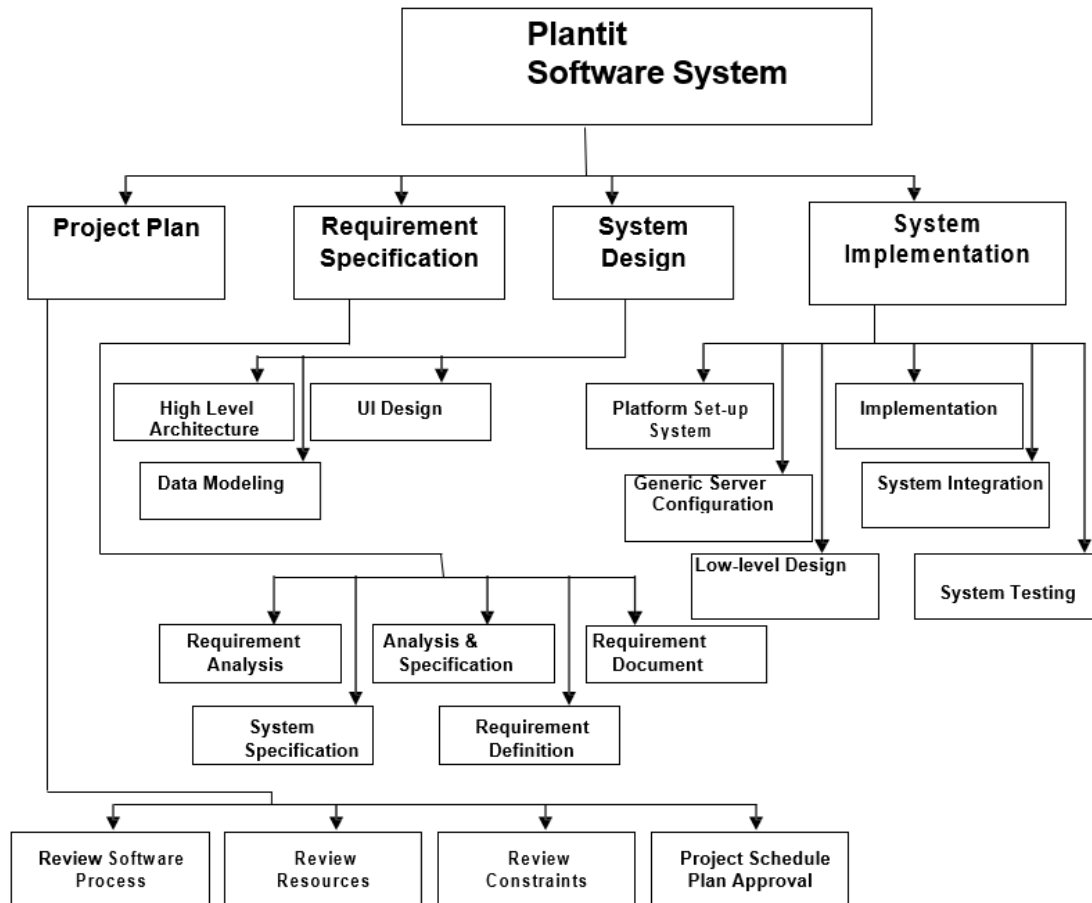 Plantit
Software System
Project Plan
Requirement
Specification
System
Design
System
Implementation
High Level
Architecture
UI Design
Data Modeling
Platform Set-up
System
Implementation
Generic Server
Configuration
System Integration
Low-level Design
System Testing
Requirement
Analysis
Analysis &
Specification
Requirement
Document
System
Specification
Requirement
Definition
Review Software
Process
Review
Resources
Review
Constraints
Project Schedule
Plan Approval